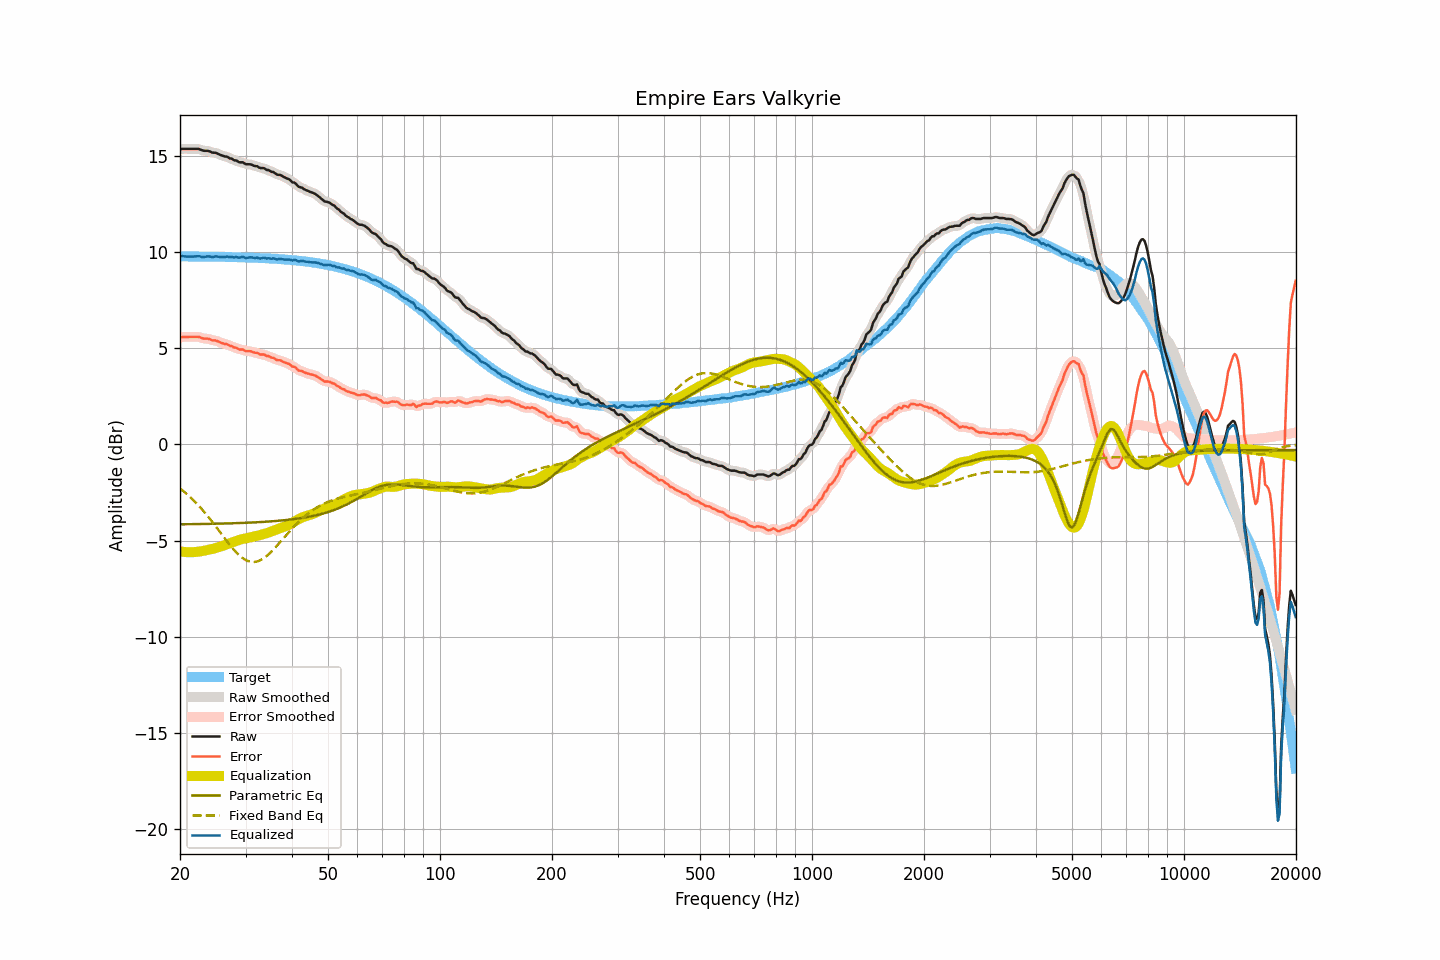 Empire Ears Valkyrie
Amplitude (dBr)
15
10
5
0
−5
−10
−15
−20
Target
Raw Smoothed
Error Smoothed
Raw
Error
Equalization
Parametric Eq
Fixed Band Eq
Equalized
20 50 100 200 500 1000 2000 5000 10000 20000
Frequency (Hz)